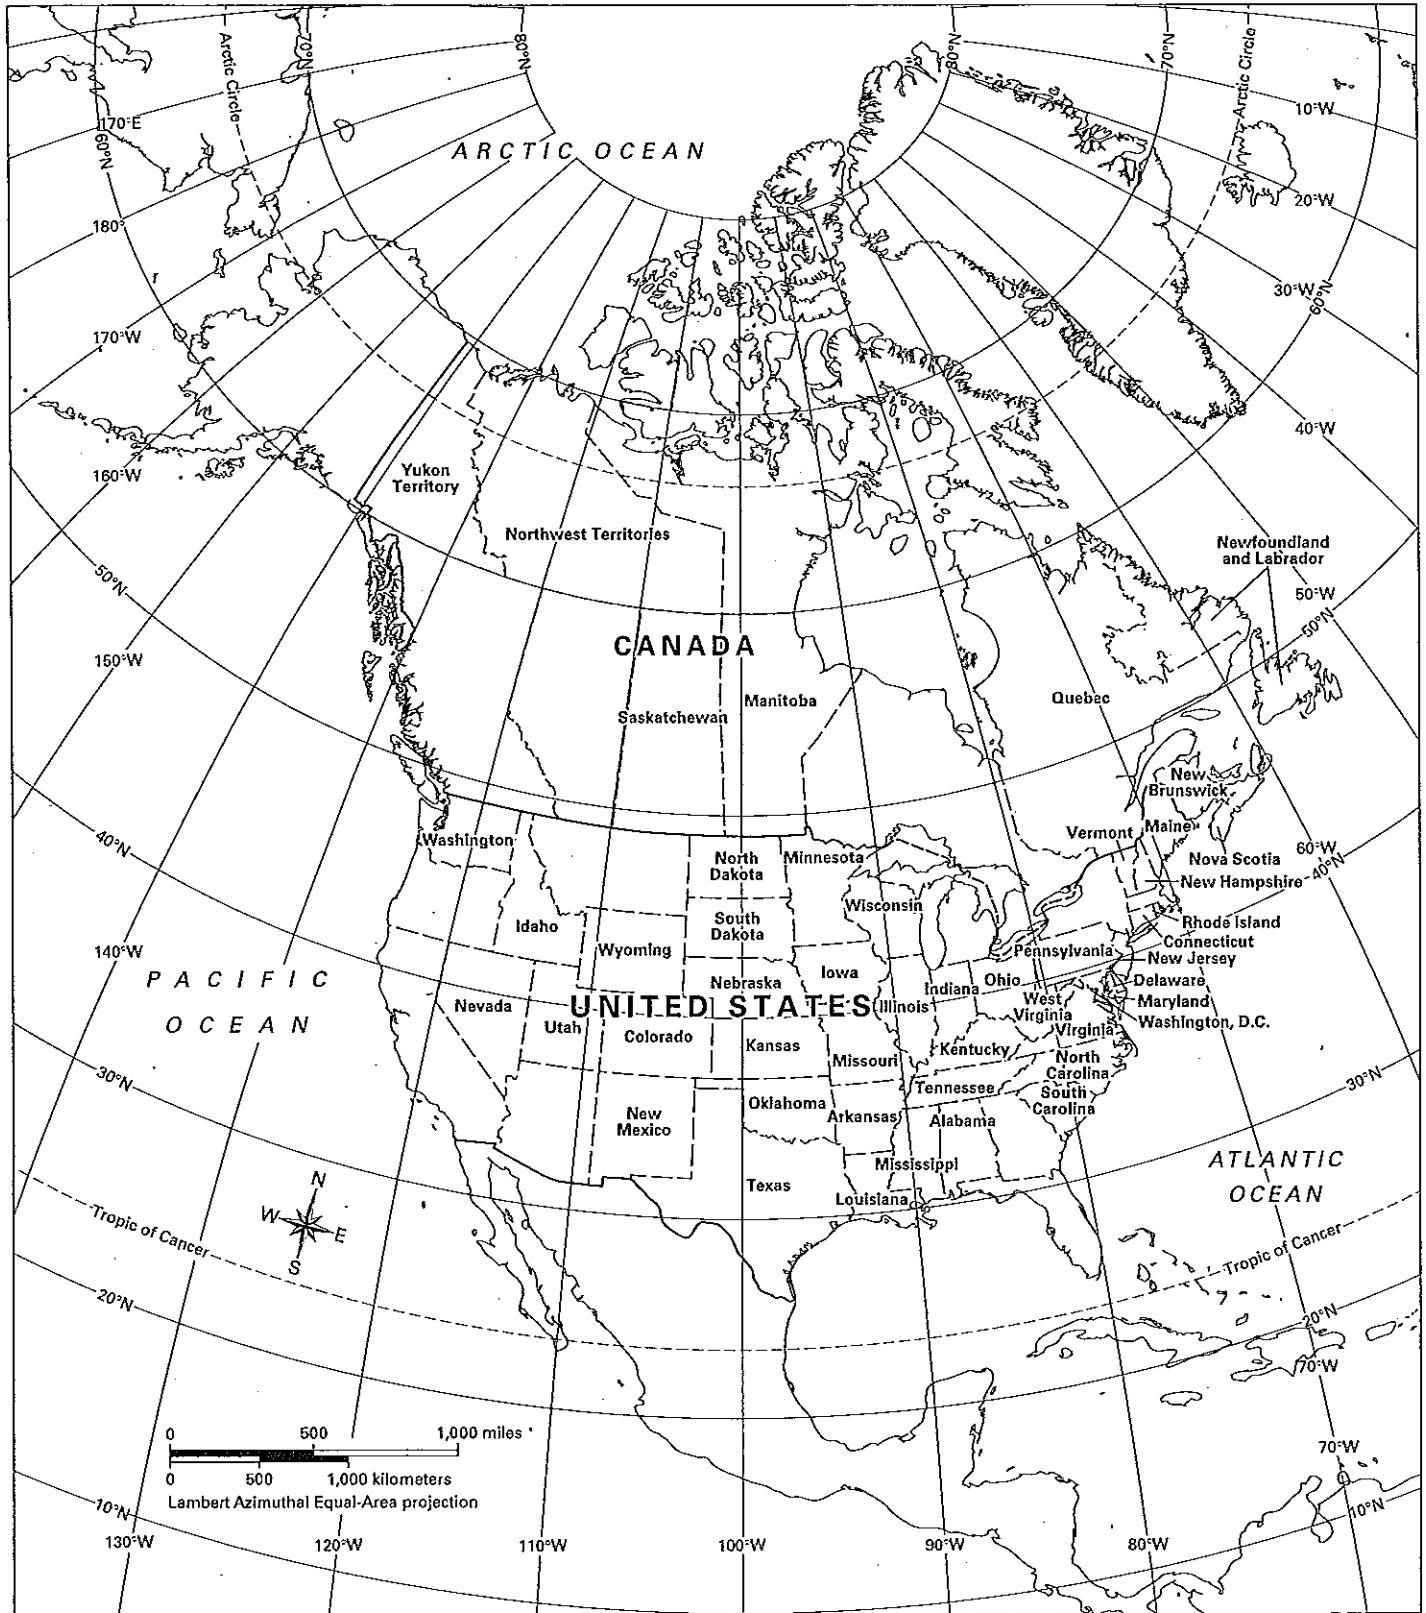 80°N
80°N
70°N
70°N
Arctic Circle
Arctic Circle
10°W
170°E
60°N
ARCTIC OCEAN
20°W
180°
30°W
60°N
170°W
40°W
160°W
Yukon
Territory
Northwest Territories
Newfoundland
and Labrador
50°N
50°W
50°N
CANADA
150°W
Saskatchewan
Manitoba
Quebec
New
Brunswick
40°N
Washington
North
Dakota
Minnesota
Vermont
Maine
Nova Scotia
60°W
40°N
New Hampshire
Wisconsin
Idaho
South
Dakota
Rhode Island
Connecticut
140°W
Wyoming
Pennsylvania
New Jersey
PACIFIC
OCEAN
Iowa
Nebraska
Indiana
Ohio
Delaware
Maryland
Washington, D.C.
Nevada
UNITED STATES
Illinois
West
Virginia
Virginia
Utah
Colorado
Kansas
Missouri
Kentucky
North
Carolina
30°N
30°N
Tennessee
South
Carolina
New
Mexico
Oklahoma
Arkansas
Alabama
Mississippi
ATLANTIC
OCEAN
Texas
Louisiana
N
W
E
S
Tropic of Cancer
Tropic of Cancer
20°N
20°N
70°W
0
500
1,000 miles
0
500
1,000 kilometers
Lambert Azimuthal Equal-Area projection
70°W
10°N
10°N
130°W
120°W
110°W
100°W
90°W
80°W